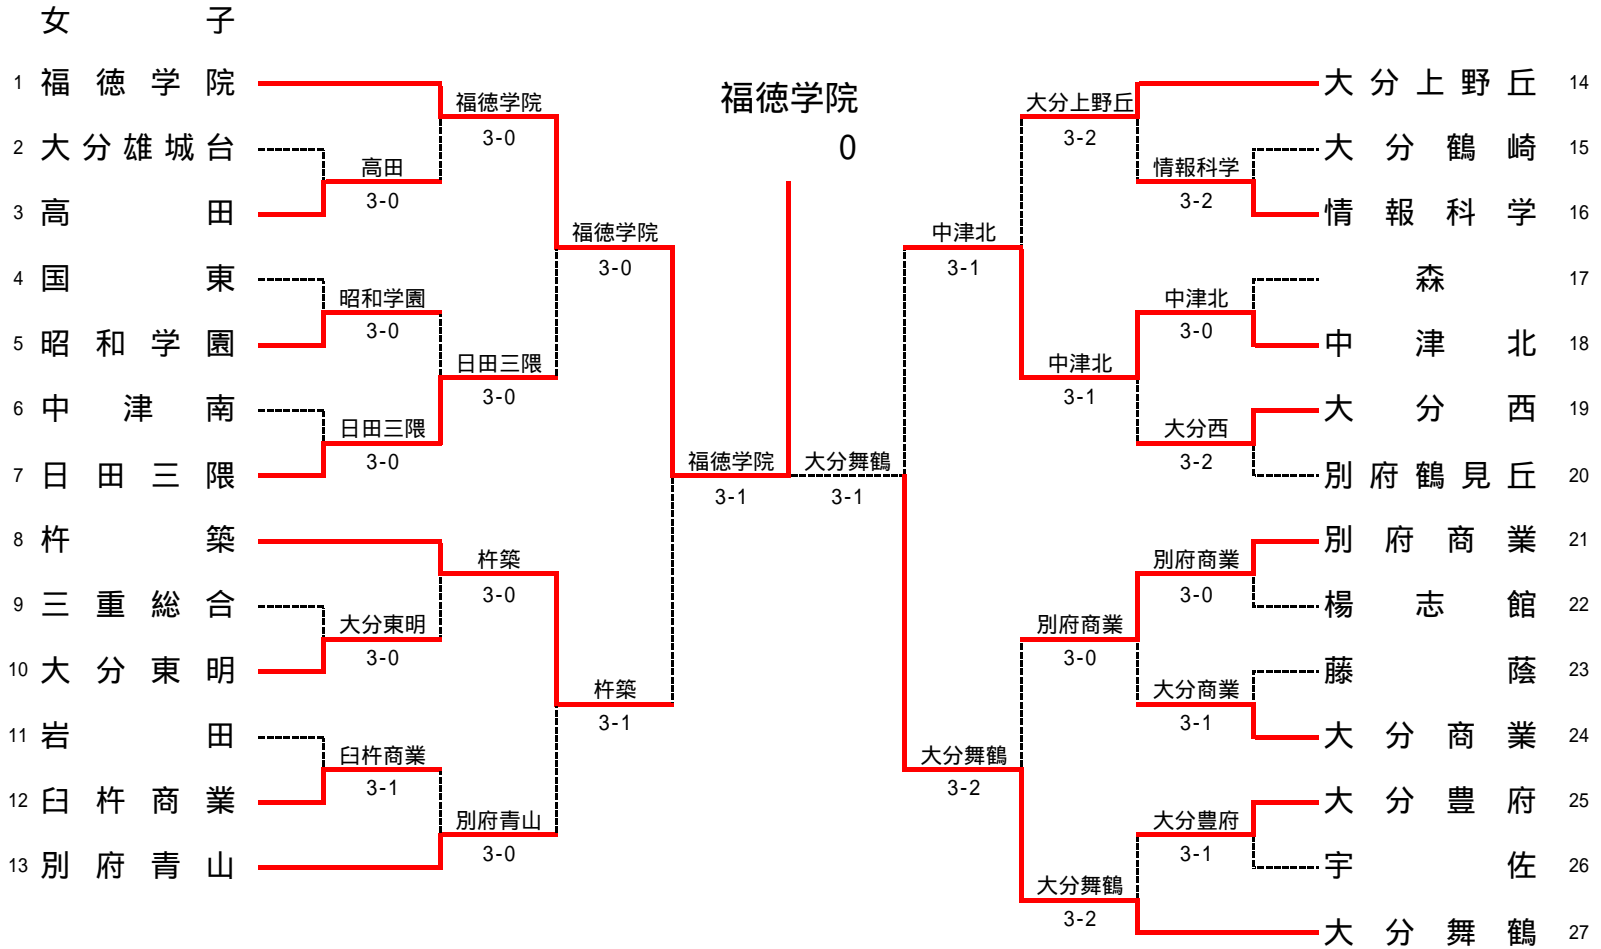 女 子
1 福徳学院
2 大分雄城台
3 高田
4 国東
5 昭和学園
6 中津南
7 日田三隈
8 杵築
9 三重総合
10 大分東明
11 岩田
12 臼杵商業
13 別府青山
高田
3-0
昭和学園
3-0
日田三隈
3-0
大分東明
3-0
臼杵商業
3-1
福徳学院
3-0
日田三隈
3-0
杵築
3-0
別府青山
3-0
福徳学院
3-0
杵築
3-1
福徳学院
3-1
福徳学院
0
大分舞鶴
3-1
中津北
3-1
大分舞鶴
3-2
大分上野丘
3-2
中津北
3-1
別府商業
3-0
大分舞鶴
3-2
情報科学
3-2
中津北
3-0
大分西
3-2
別府商業
3-0
大分商業
3-1
大分豊府
3-1
大分上野丘 14
大分鶴崎 15
情報科学 16
森 17
中津北 18
大分西 19
別府鶴見丘 20
別府商業 21
楊志館 22
藤蔭 23
大分商業 24
大分豊府 25
宇佐 26
大分舞鶴 27